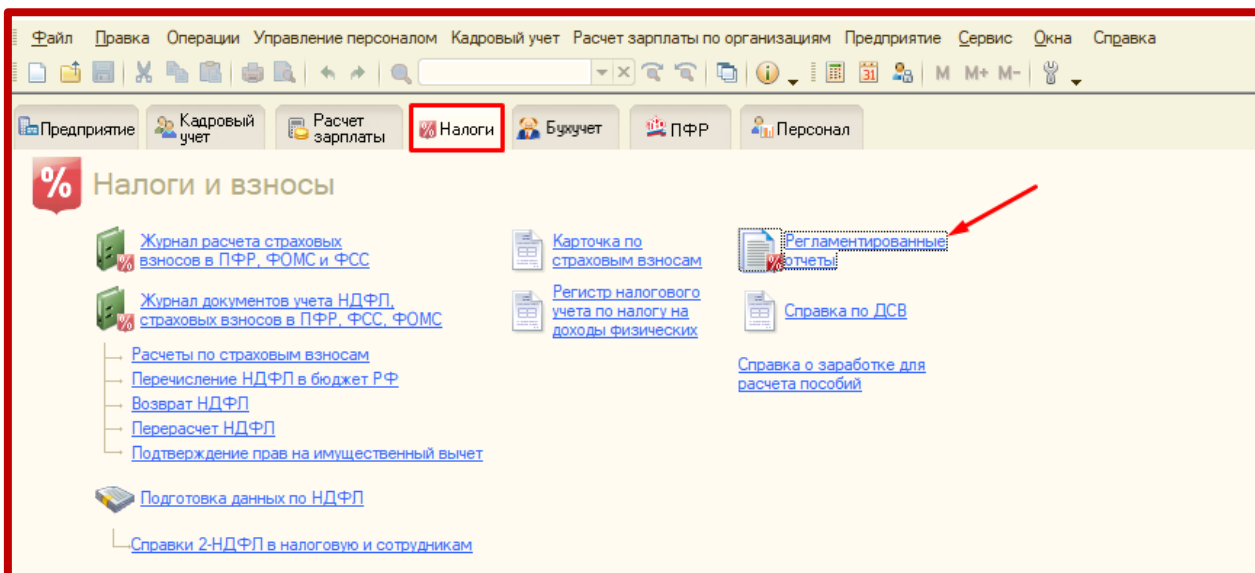 Файл Правка Операции Управление персоналом Кадровый учет Расчет зарплаты по организациям Предприятие Сервис Окна Справка
31 M M+ M-
Предприятие Кадровый учет Расчет зарплаты % Налоги Бухучет ПФР Персонал
% Налоги и взносы
Журнал расчета страховых
взносов в ПФР, ФОМС и ФСС
Карточка по
страховым взносам
Регламентированные
отчеты
Журнал документов учета НДФЛ,
страховых взносов в ПФР, ФСС, ФОМС
Регистр налогового
учета по налогу на
доходы физических
Справка по ДСВ
Расчеты по страховым взносам
Перечисление НДФЛ в бюджет РФ
Возврат НДФЛ
Перерасчет НДФЛ
Подтверждение прав на имущественный вычет
Справка о заработке для
расчета пособий
Подготовка данных по НДФЛ
Справки 2-НДФЛ в налоговую и сотрудникам